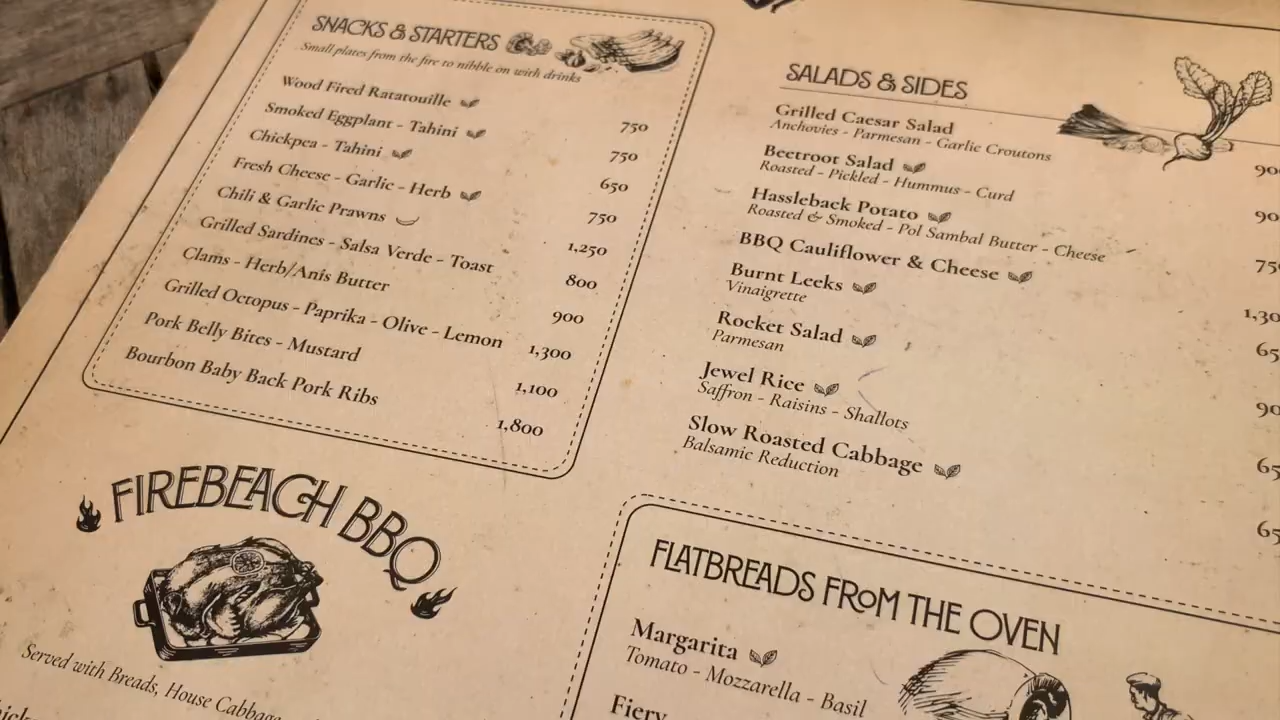 SNACKS & STARTERS
Small plates from the fire to nibble on with drinks
Wood Fired Ratatouille 750
Smoked Eggplant - Tahini 750
Chickpea - Tahini 650
Fresh Cheese - Garlic - Herb 750
Chili & Garlic Prawns 1,250
Grilled Sardines - Salsa Verde - Toast 800
Clams - Herb/Anis Butter 900
Grilled Octopus - Paprika - Olive - Lemon 1,300
Pork Belly Bites - Mustard 1,100
Bourbon Baby Back Pork Ribs 1,800
FIREBEACH BBQ
Served with Breads, House Cabbage
SALADS & SIDES
Grilled Caesar Salad
Anchovies - Parmesan - Garlic Croutons
Beetroot Salad
Roasted - Pickled - Hummus - Curd
Hassleback Potato
Roasted & Smoked - Pol Sambal Butter - Cheese
BBQ Cauliflower & Cheese
Burnt Leeks
Vinaigrette
Rocket Salad
Parmesan
Jewel Rice
Saffron - Raisins - Shallots
Slow Roasted Cabbage
Balsamic Reduction
FLATBREADS FROM THE OVEN
Margarita
Tomato - Mozzarella - Basil
Fiery